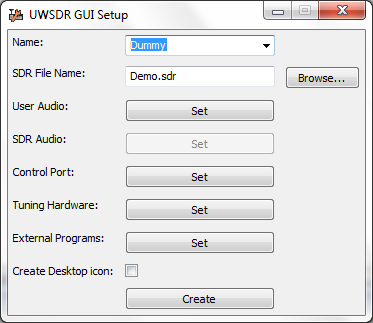 UWSDR GUI Setup
Name: Dummy
SDR File Name: Demo.sdr Browse...
User Audio: Set
SDR Audio: Set
Control Port: Set
Tuning Hardware: Set
External Programs: Set
Create Desktop icon:
Create